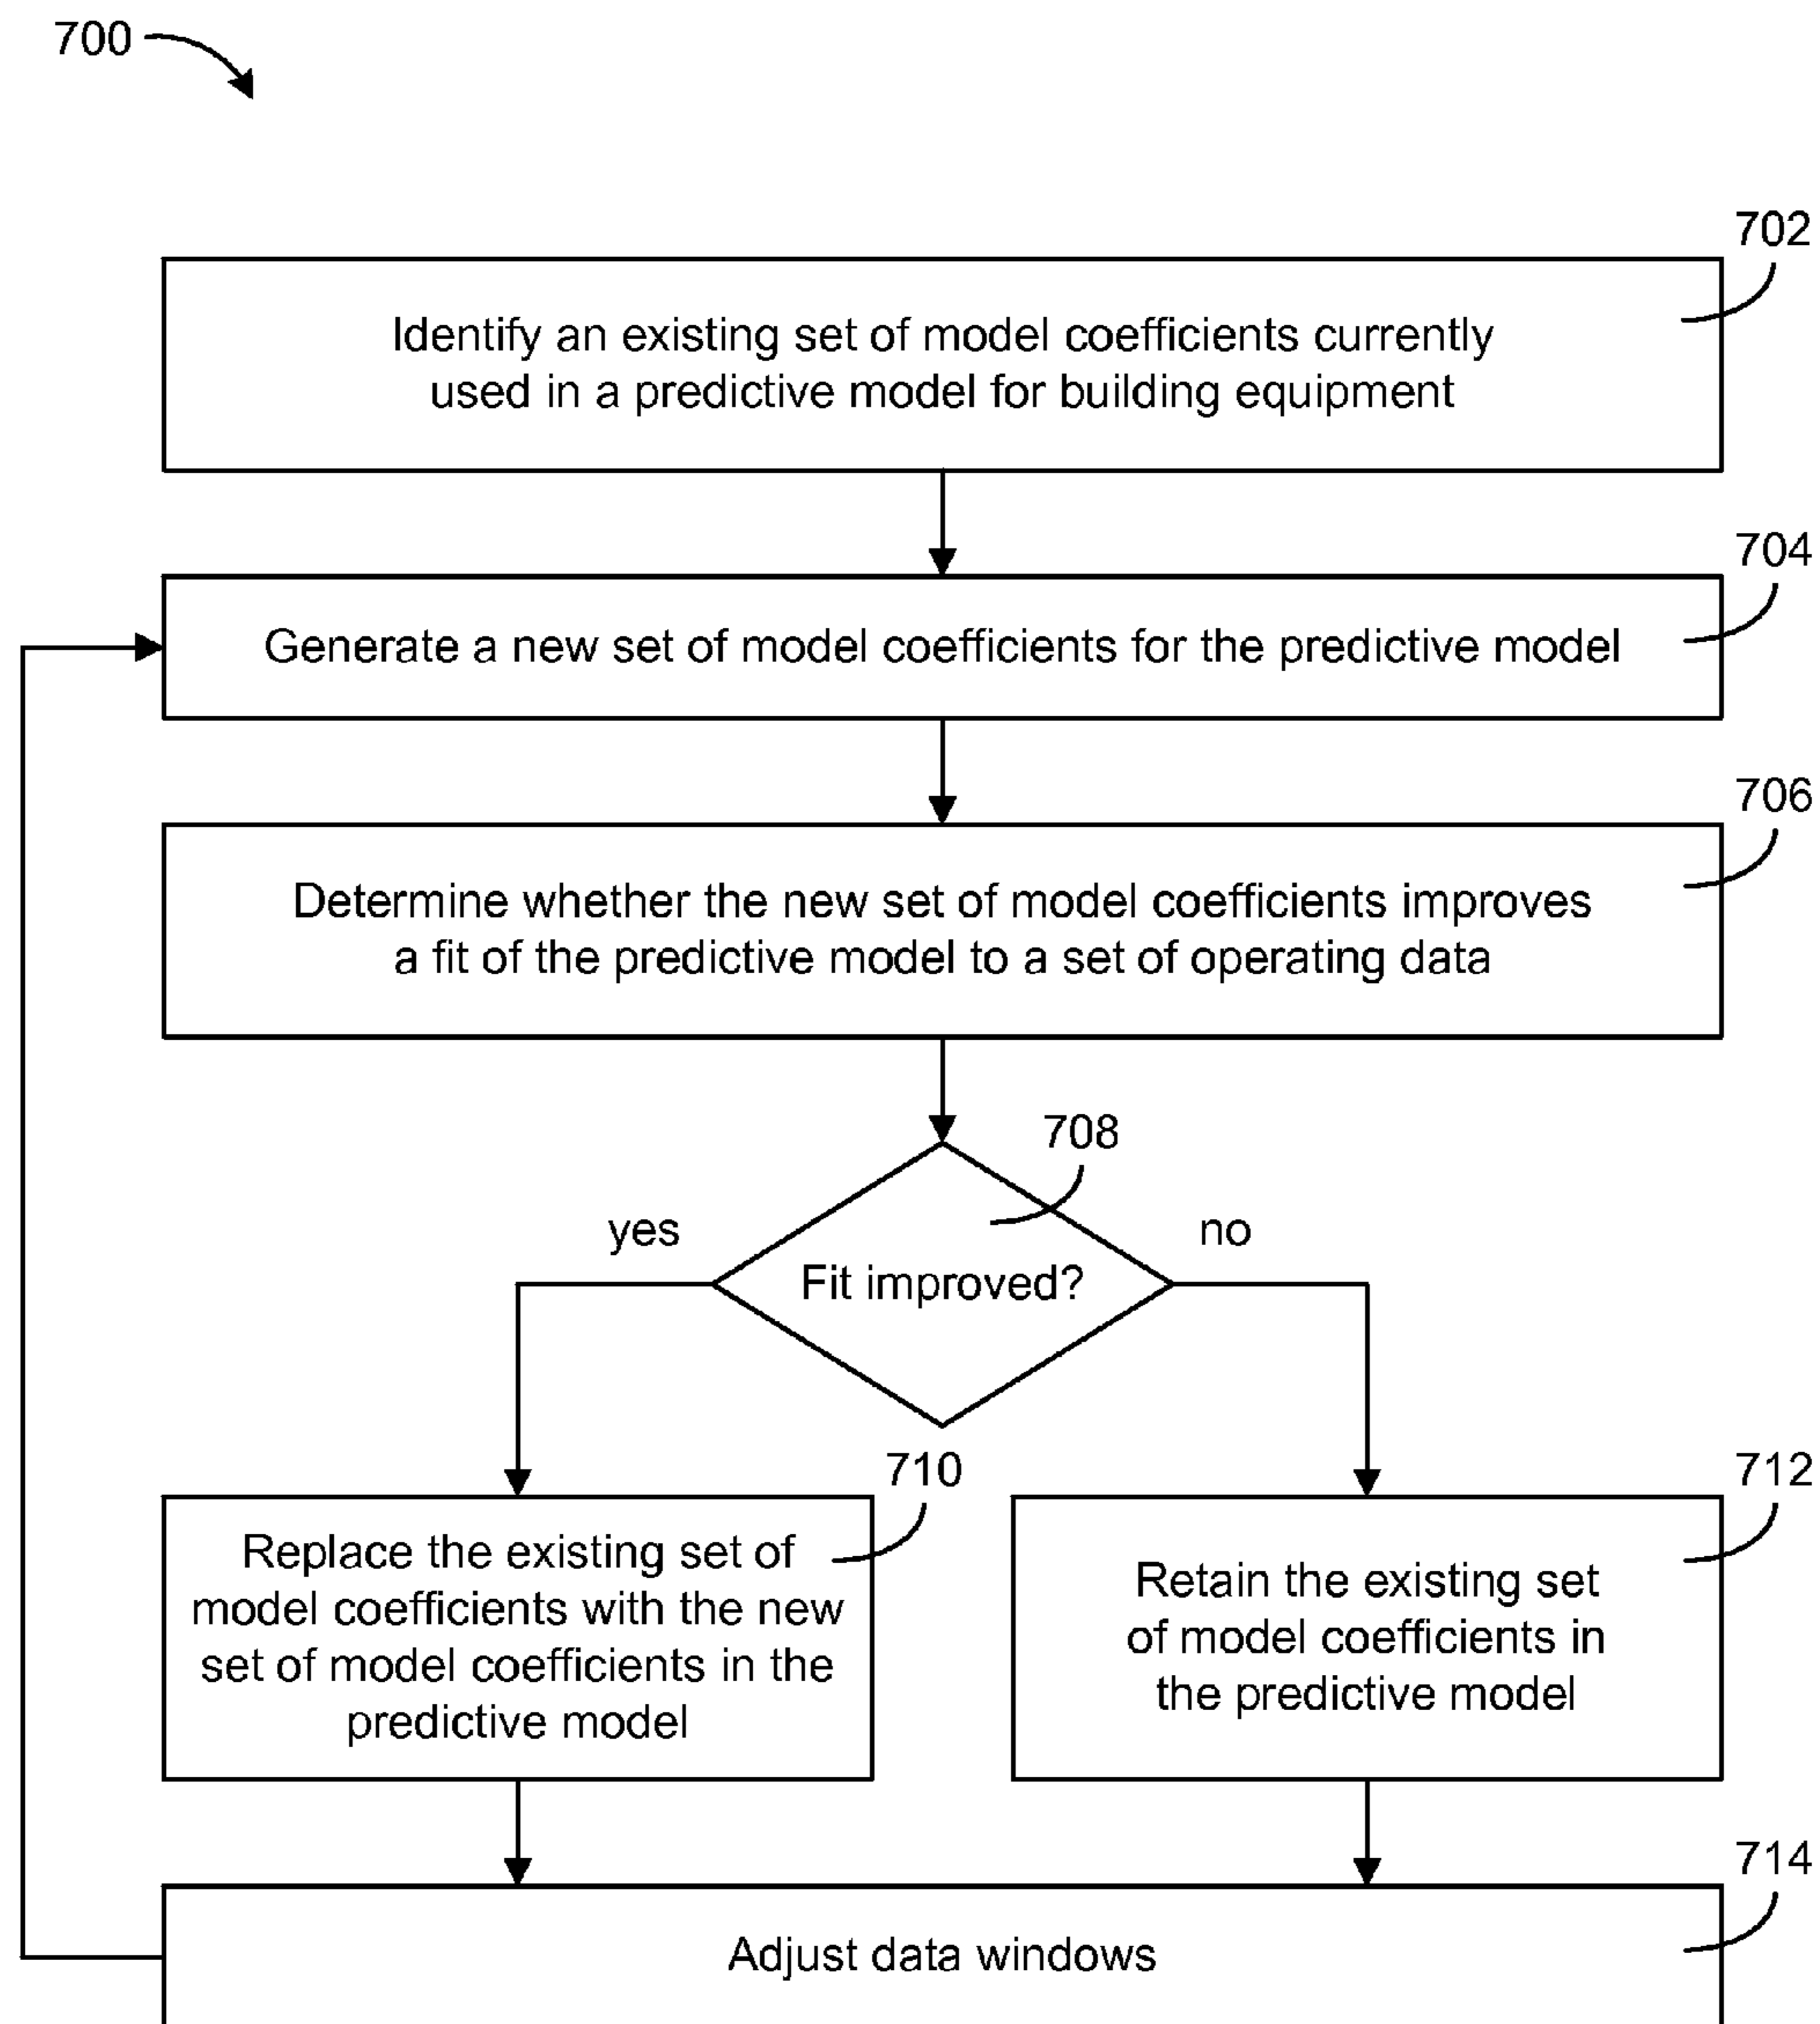 700
702
Identify an existing set of model coefficients currently
used in a predictive model for building equipment
704
Generate a new set of model coefficients for the predictive model
706
Determine whether the new set of model coefficients improves
a fit of the predictive model to a set of operating data
708
yes
no
Fit improved?
710
Replace the existing set of
model coefficients with the new
set of model coefficients in the
predictive model
712
Retain the existing set
of model coefficients in
the predictive model
714
Adjust data windows